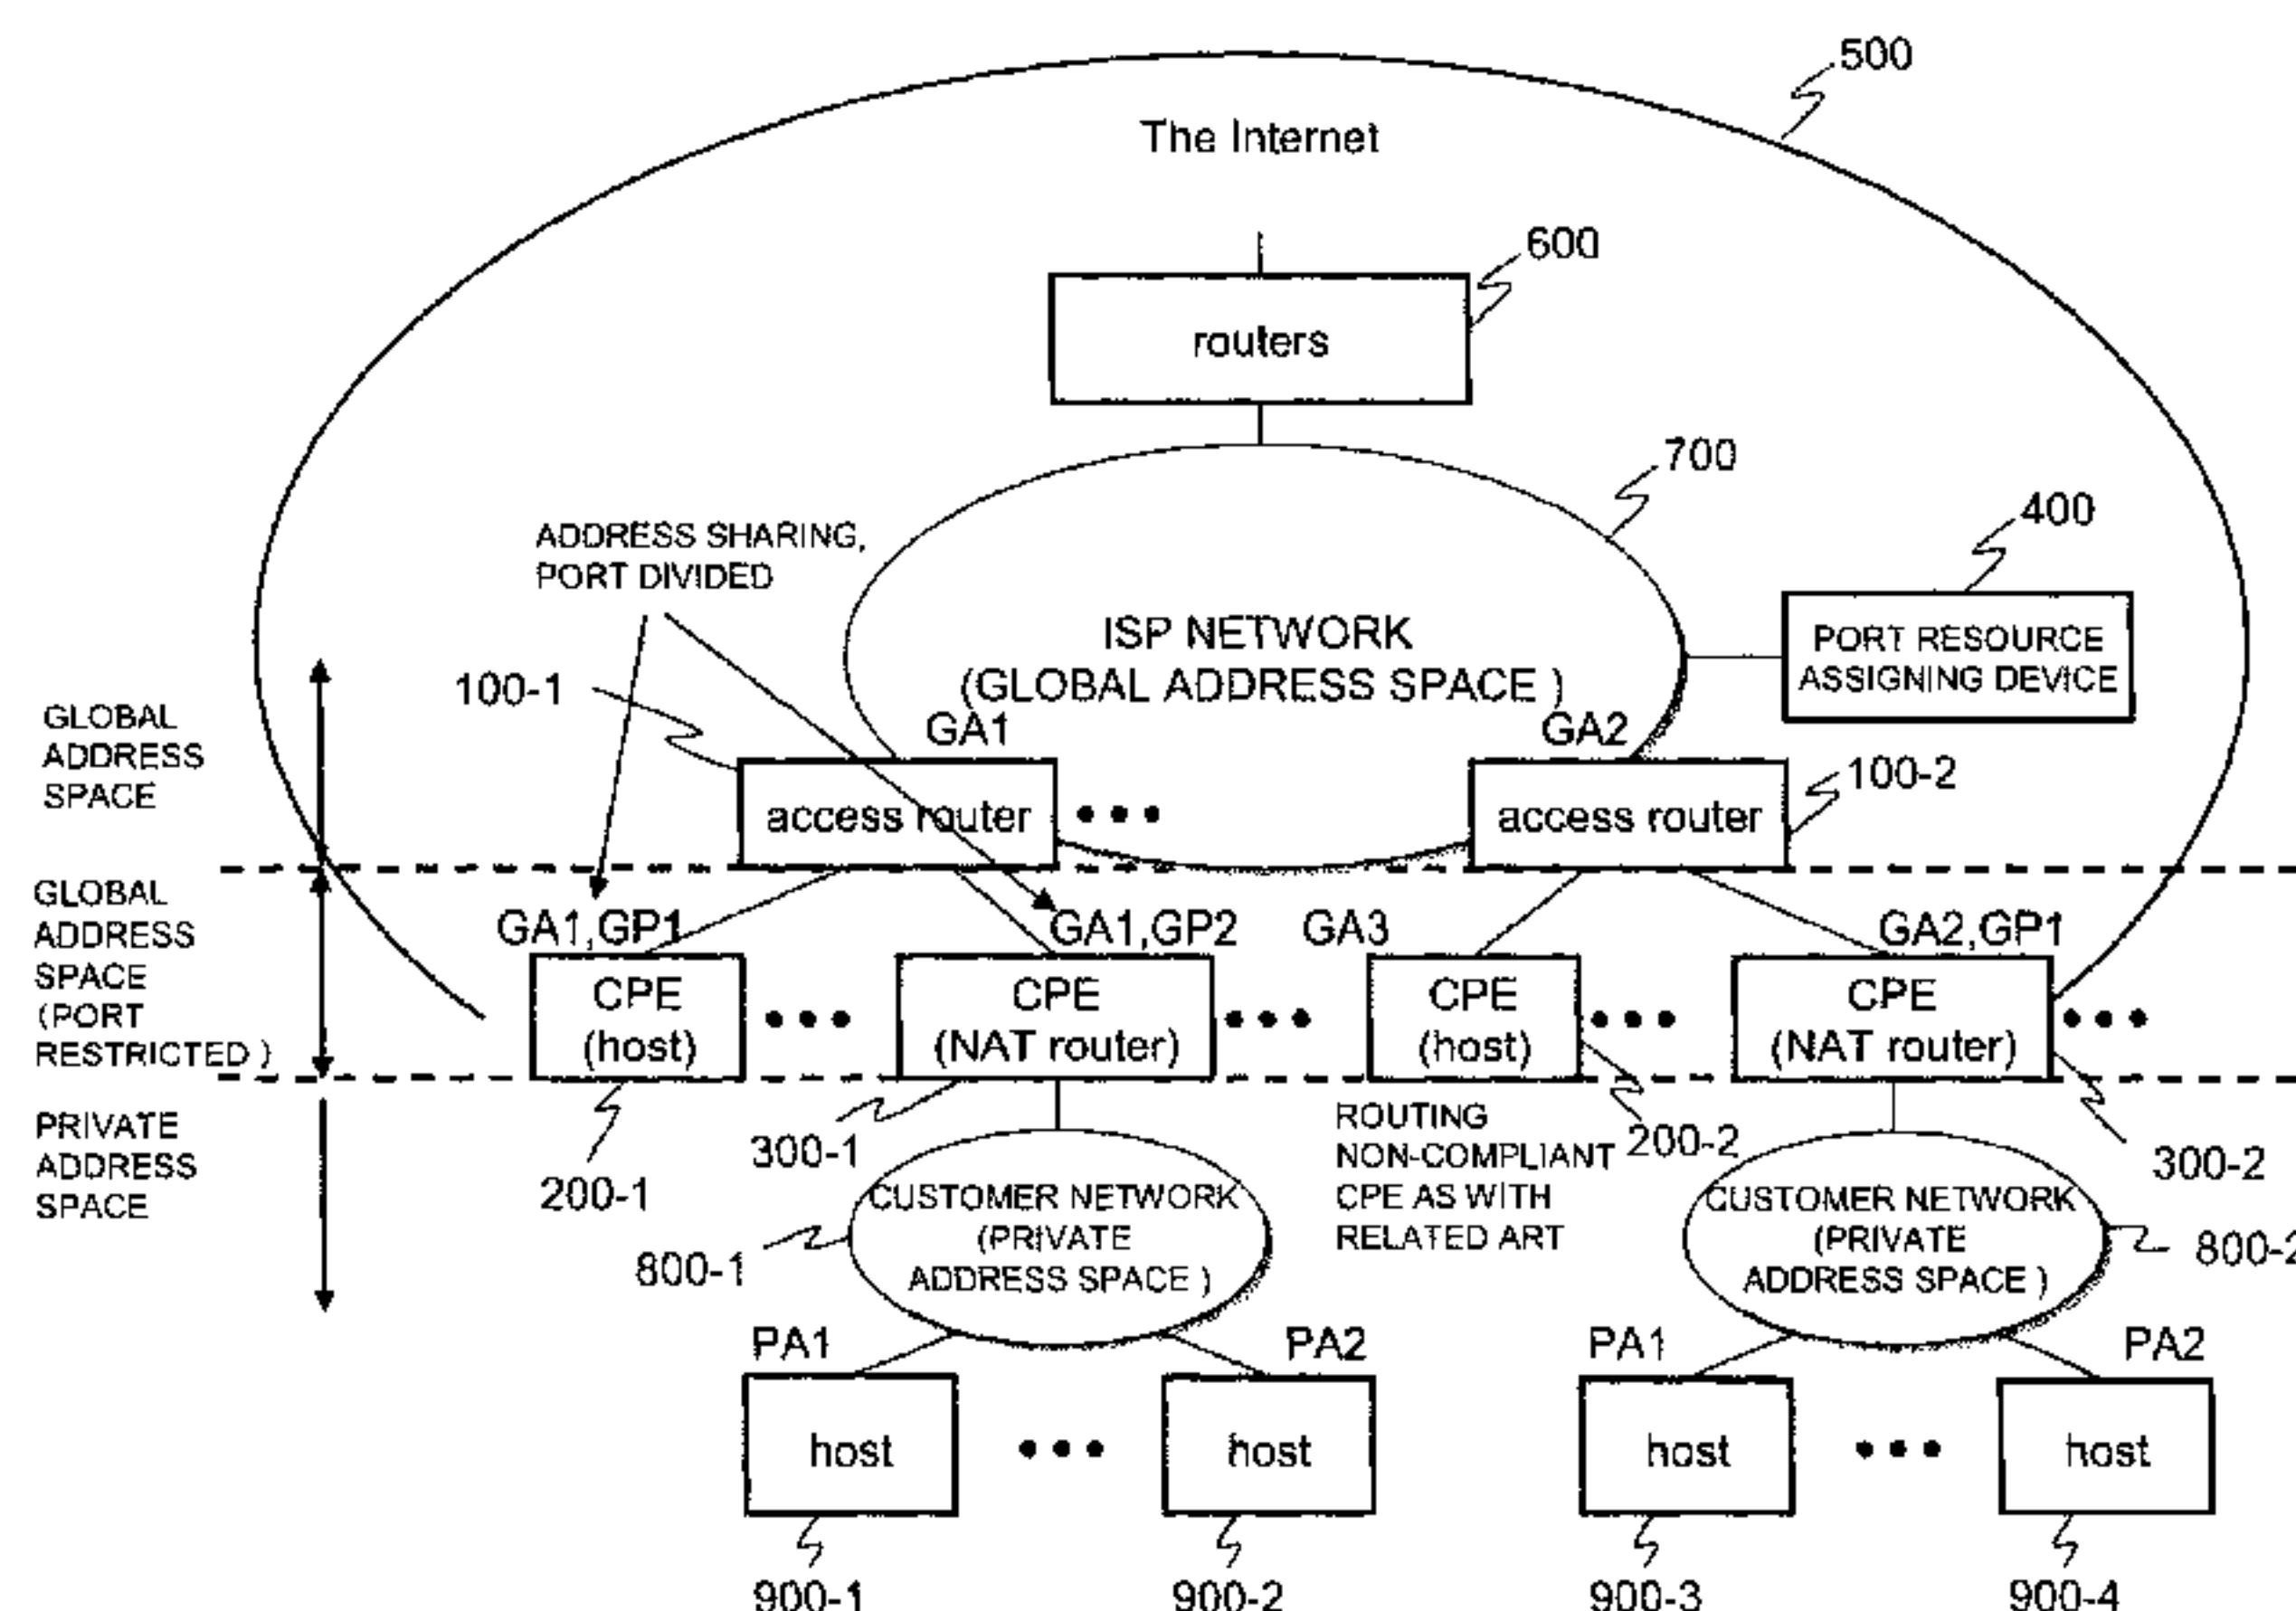 500
The Internet
600
routers
700
400
ADDRESS SHARING,
PORT DIVIDED
ISP NETWORK
(GLOBAL ADDRESS SPACE )
PORT RESOURCE
ASSIGNING DEVICE
100-1
GLOBAL
ADDRESS
SPACE
GA1
GA2
100-2
access router
•••
access router
GLOBAL
ADDRESS
SPACE
(PORT
RESTRICTED )
GA1,GP1
GA1,GP2
GA3
GA2,GP1
CPE
(host)
•••
CPE
(NAT router)
•••
CPE
(host)
•••
CPE
(NAT router)
•••
PRIVATE
ADDRESS
SPACE
200-1
300-1
ROUTING
NON-COMPLIANT
CPE AS WITH
RELATED ART
200-2
300-2
CUSTOMER NETWORK
(PRIVATE
ADDRESS SPACE )
800-1
CUSTOMER NETWORK
(PRIVATE
ADDRESS SPACE )
800-2
PA1
PA2
PA1
PA2
host
•••
host
host
•••
host
900-1
900-2
900-3
900-4